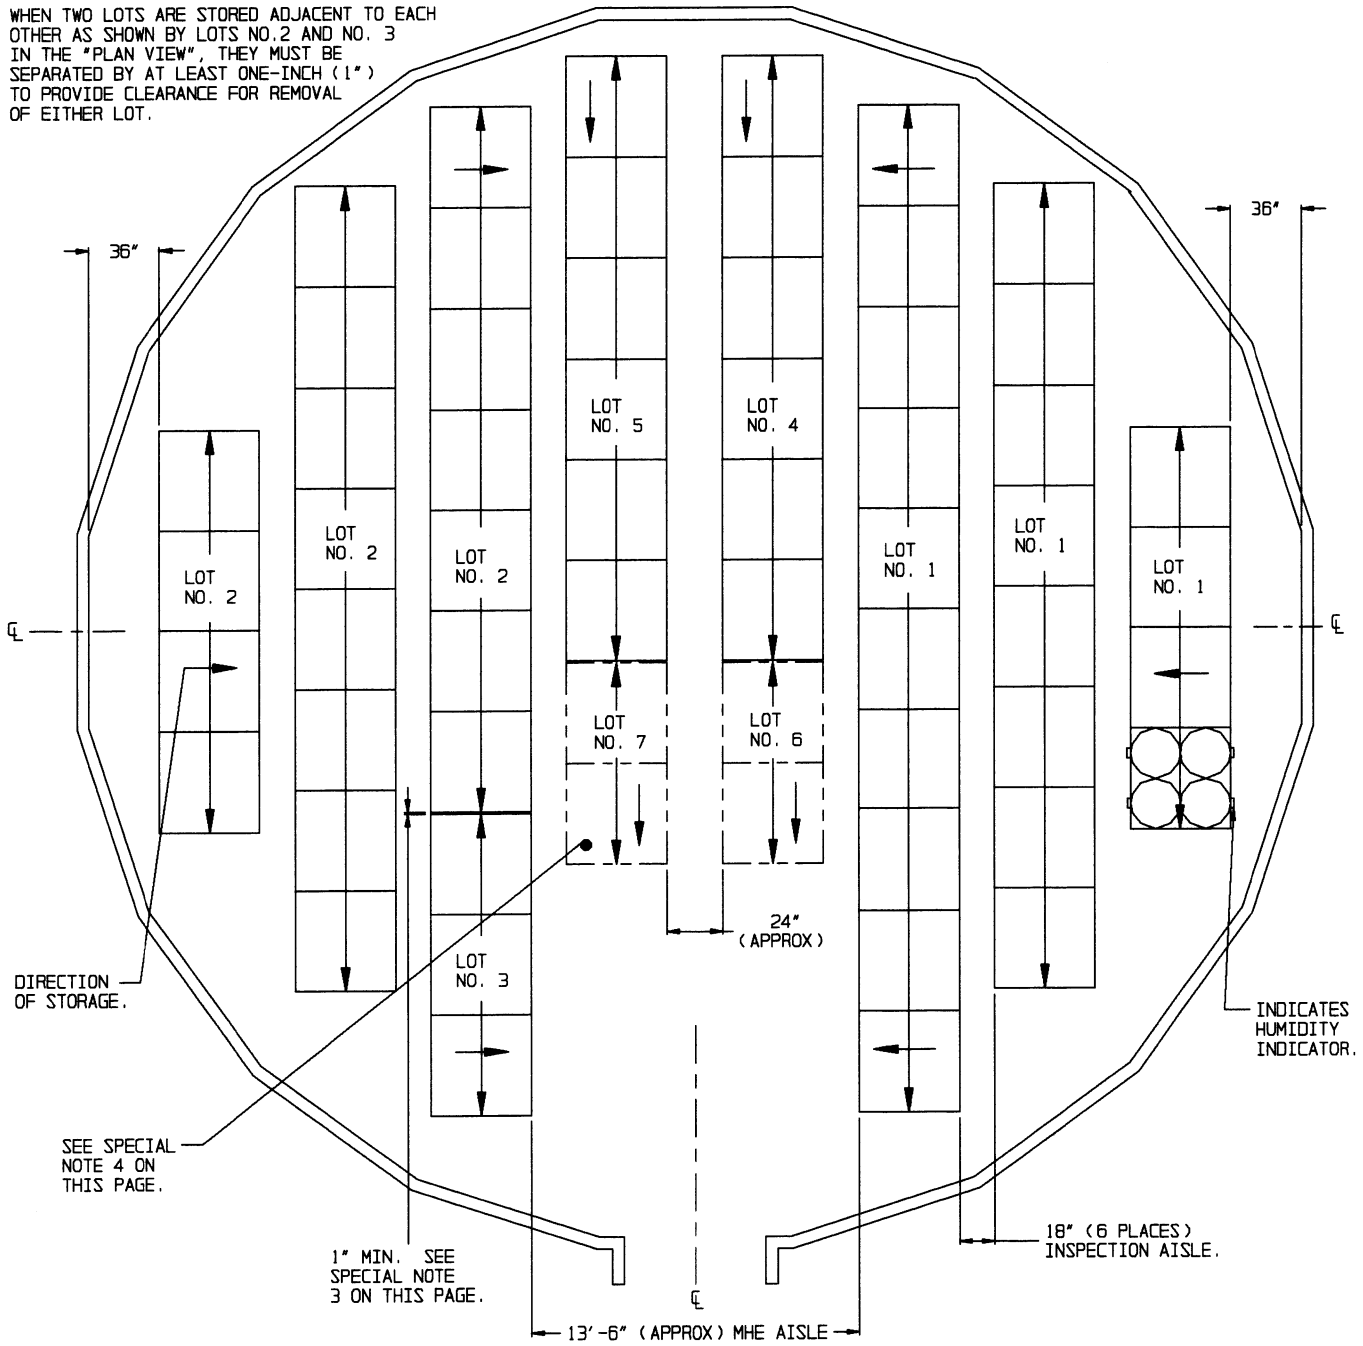 WHEN TWO LOTS ARE STORED ADJACENT TO EACH
OTHER AS SHOWN BY LOTS NO.2 AND NO. 3
IN THE "PLAN VIEW", THEY MUST BE
SEPARATED BY AT LEAST ONE-INCH (1")
TO PROVIDE CLEARANCE FOR REMOVAL
OF EITHER LOT.
36"
36"
LOT
NO. 5
LOT
NO. 4
LOT
NO. 2
LOT
NO. 2
LOT
NO. 2
LOT
NO. 1
LOT
NO. 1
LOT
NO. 1
℄
℄
LOT
NO. 7
LOT
NO. 6
24"
(APPROX)
LOT
NO. 3
DIRECTION
OF STORAGE.
INDICATES
HUMIDITY
INDICATOR.
SEE SPECIAL
NOTE 4 ON
THIS PAGE.
1" MIN. SEE
SPECIAL NOTE
3 ON THIS PAGE.
18" (6 PLACES)
INSPECTION AISLE.
℄
13'-6" (APPROX) MHE AISLE